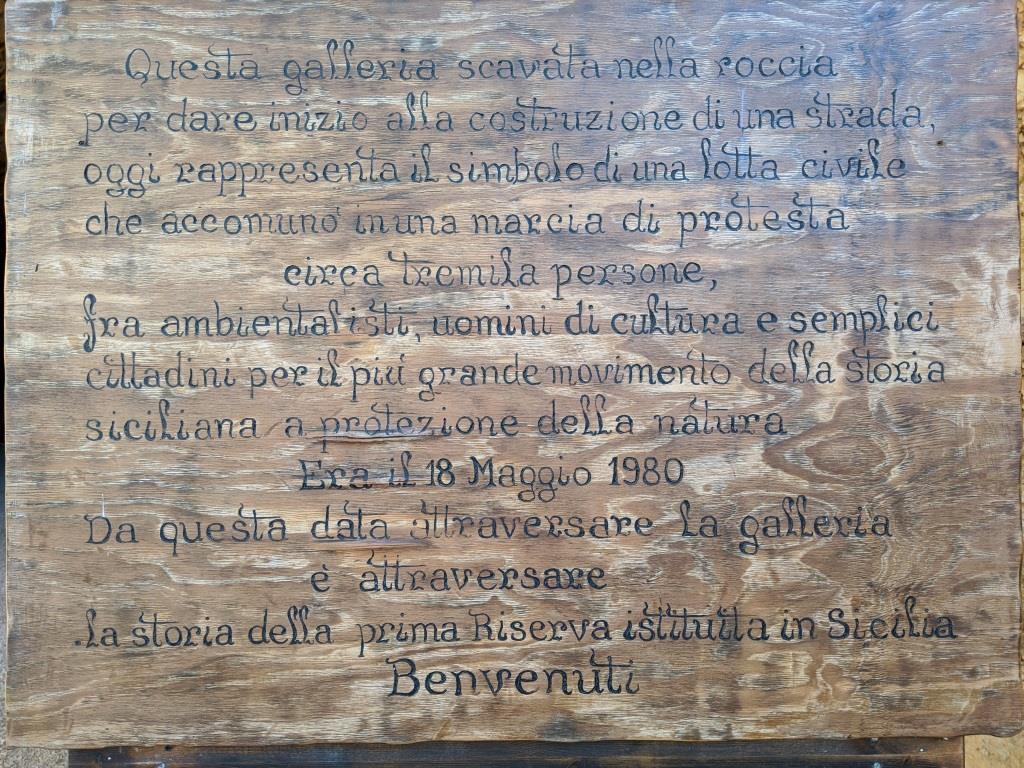 Questa galleria scavata nella roccia
per dare inizio alla costruzione di una strada,
oggi rappresenta il simbolo di una lotta civile
che accomunò in una marcia di protesta
circa tremila persone,
fra ambientalisti, uomini di cultura e semplici
cittadini per il più grande movimento della storia
siciliana a protezione della natura
Era il 18 Maggio 1980
Da questa data attraversare la galleria
è attraversare
la storia della prima Riserva istituita in Sicilia
Benvenuti